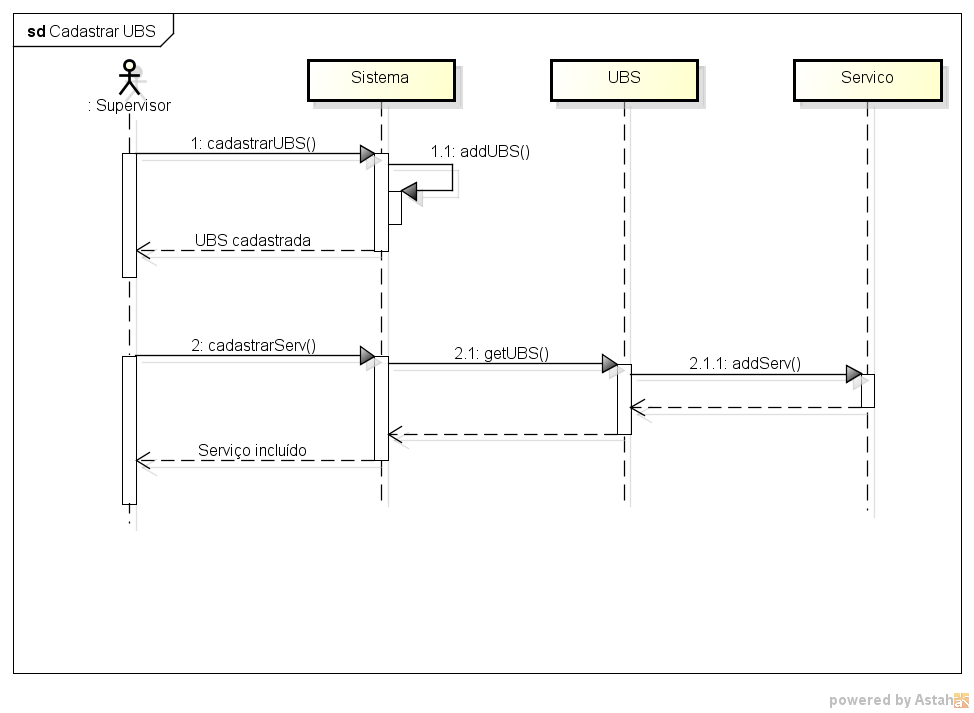 sd Cadastrar UBS
: Supervisor
Sistema
UBS
Servico
1: cadastrarUBS()
1.1: addUBS()
UBS cadastrada
2: cadastrarServ()
2.1: getUBS()
2.1.1: addServ()
Serviço incluído
powered by Astah